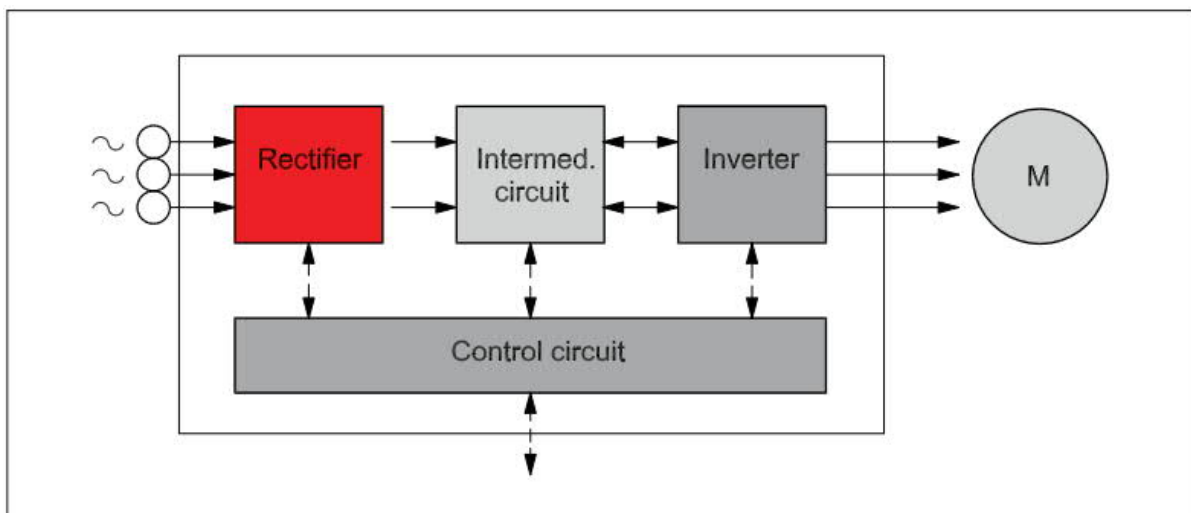 Rectifier
Intermed.
circuit
Inverter
M
Control circuit